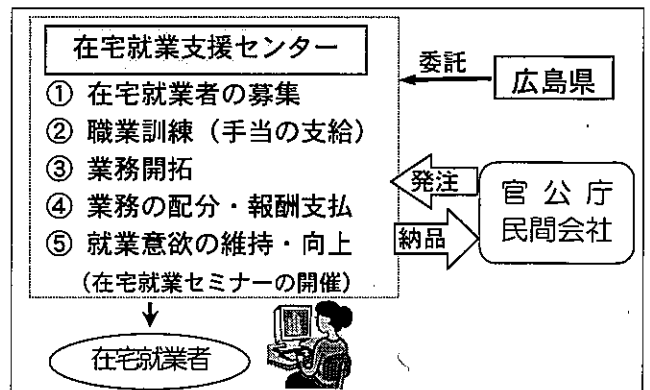 在宅就業支援センター
① 在宅就業者の募集
② 職業訓練（手当の支給）
③ 業務開拓
④ 業務の配分・報酬支払
⑤ 就業意欲の維持・向上
（在宅就業セミナーの開催）
在宅就業者
委託
広島県
発注
納品
官公庁
民間会社